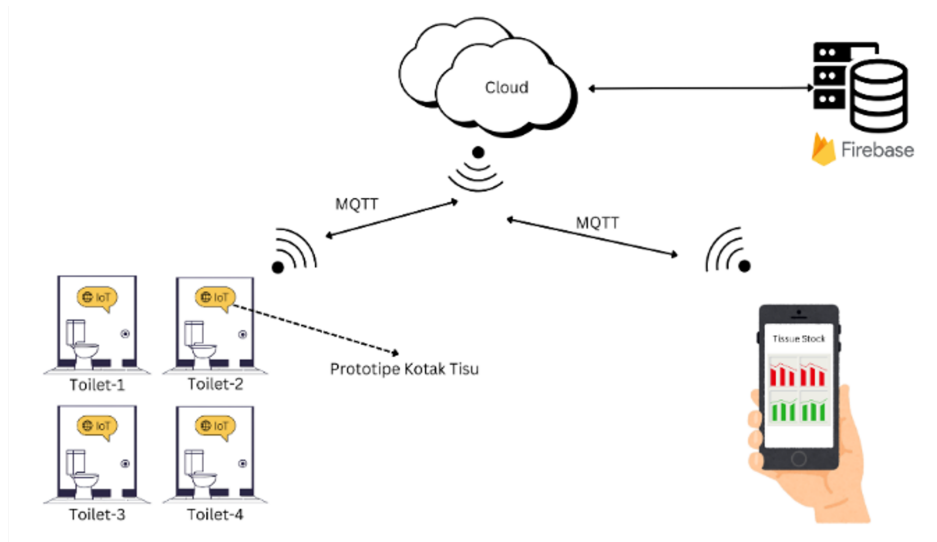 Cloud
Firebase
MQTT
MQTT
IoT
IoT
Prototipe Kotak Tisu
Toilet-1
Toilet-2
Tissue Stock
IoT
IoT
Toilet-3
Toilet-4